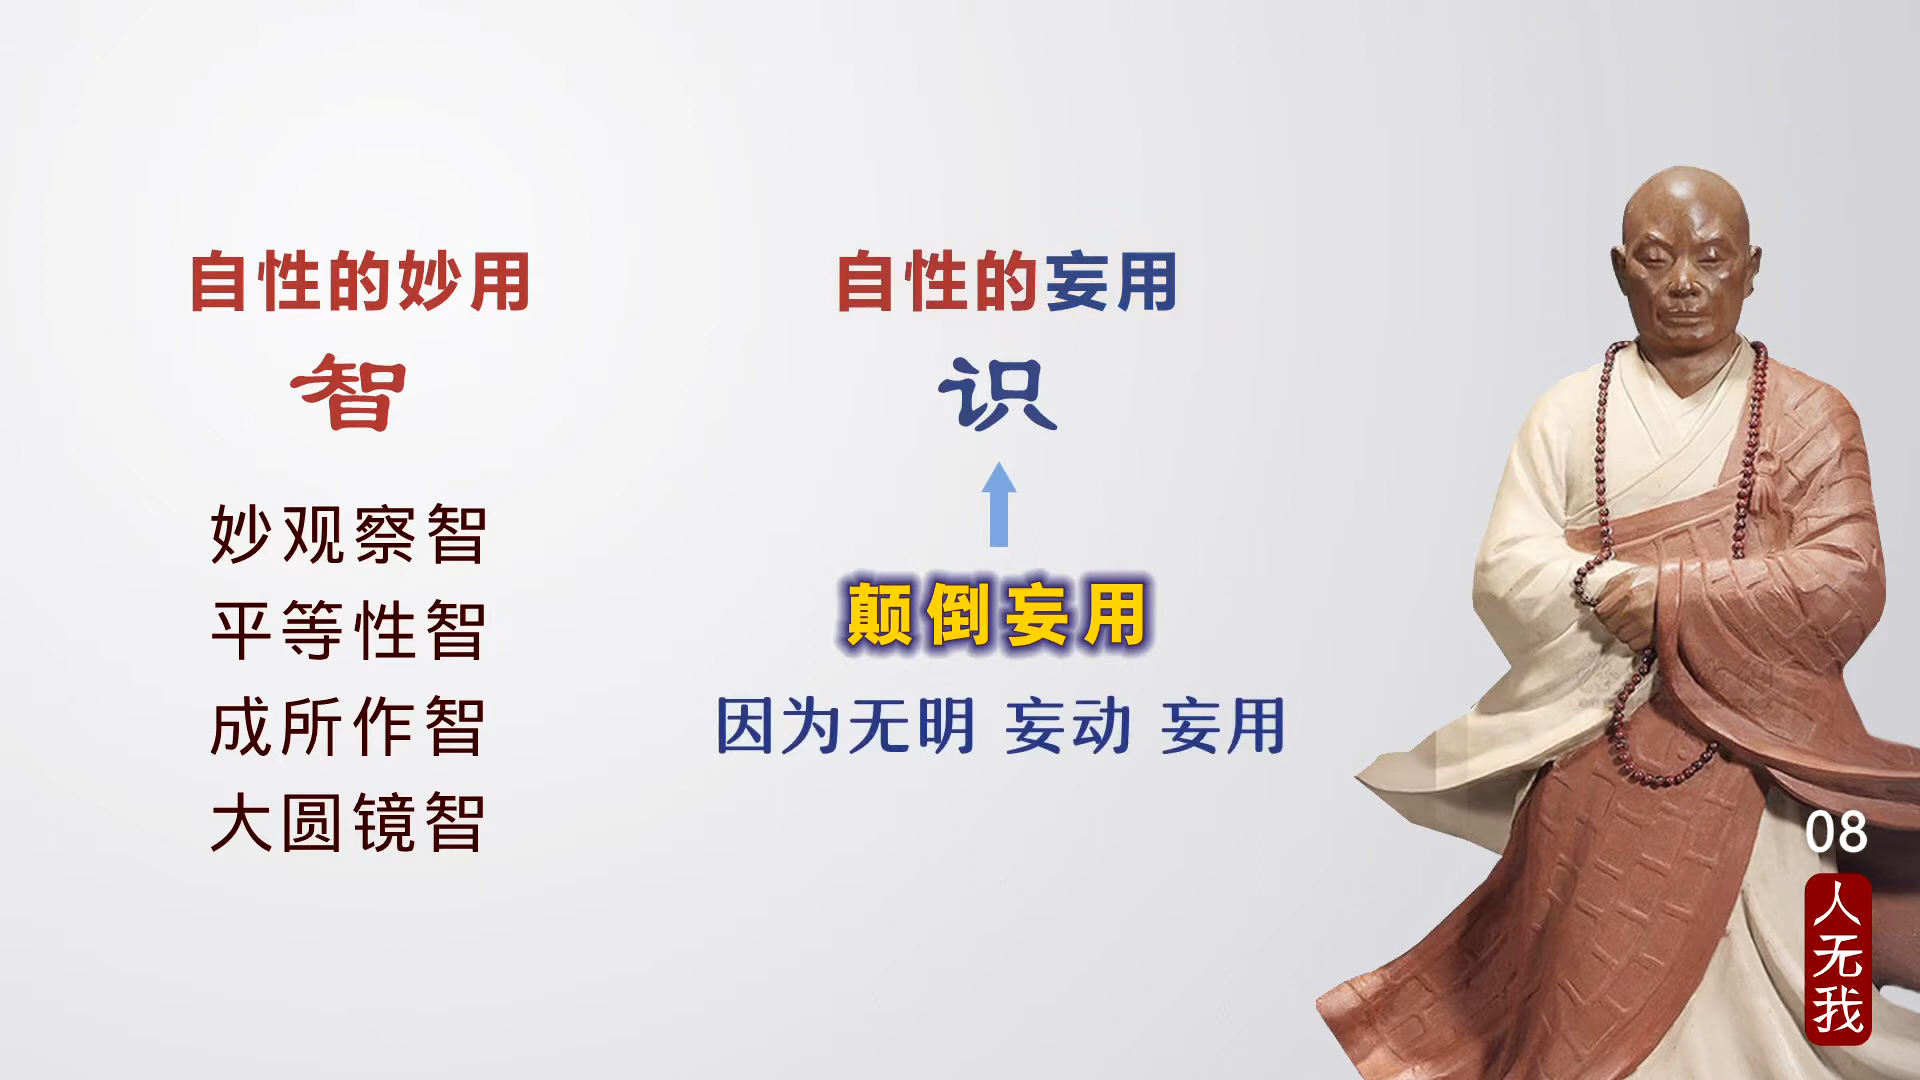 自性的妙用
智
妙观察智
平等性智
成所作智
大圆镜智
自性的妄用
识
颠倒妄用
因为无明 妄动 妄用
08
人无我